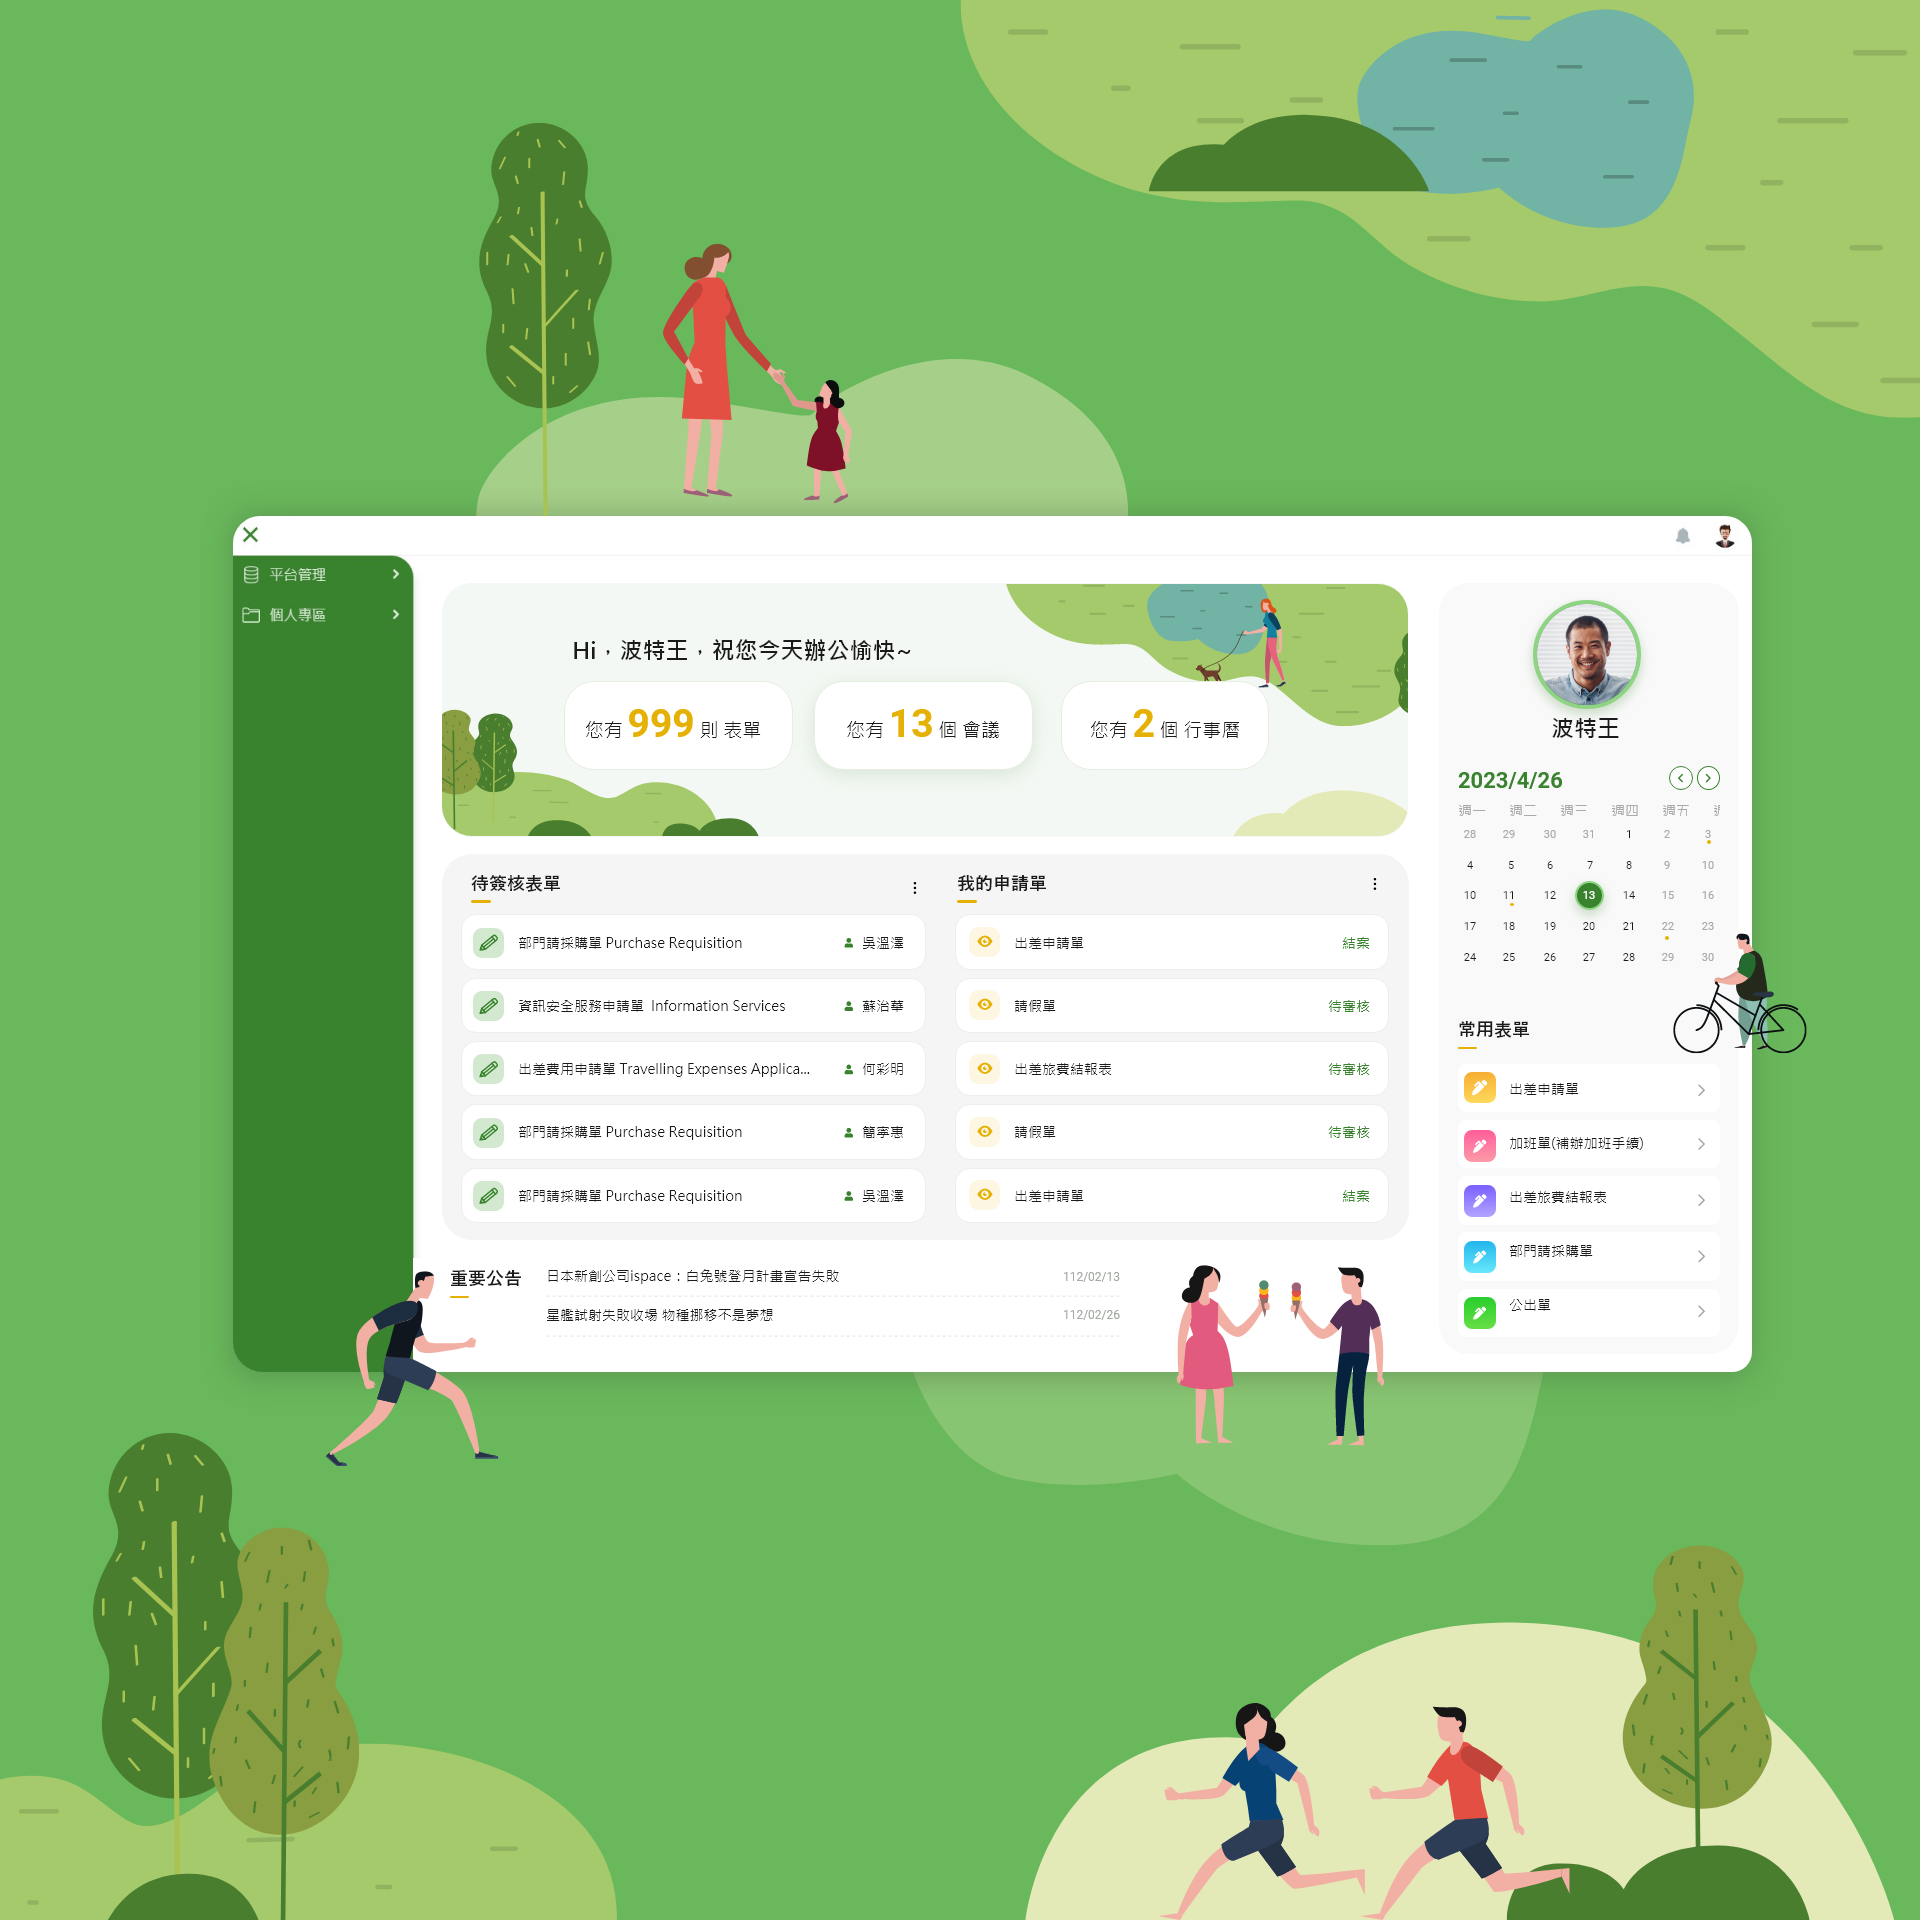 平台管理
個人專區
Hi，波特王，祝您今天辦公愉快~
您有 999 則 表單
您有 13 個 會議
您有 2 個 行事曆
待簽核表單
部門請採購單 Purchase Requisition 吳溫澤
資訊安全服務申請單 Information Services 蘇治華
出差費用申請單 Travelling Expenses Applica... 何彩明
部門請採購單 Purchase Requisition 簡寧惠
部門請採購單 Purchase Requisition 吳溫澤
我的申請單
出差申請單 結案
請假單 待審核
出差旅費結報表 待審核
請假單 待審核
出差申請單 結案
重要公告
日本新創公司ispace：白兔號登月計畫宣告失敗 112/02/13
星艦試射失敗收場 物種挪移不是夢想 112/02/26
波特王
2023/4/26
週一 週二 週三 週四 週五
28 29 30 31 1 2 3
4 5 6 7 8 9 10
10 11 12 13 14 15 16
17 18 19 20 21 22 23
24 25 26 27 28 29 30
常用表單
出差申請單
加班單(補辦加班手續)
出差旅費結報表
部門請採購單
公出單